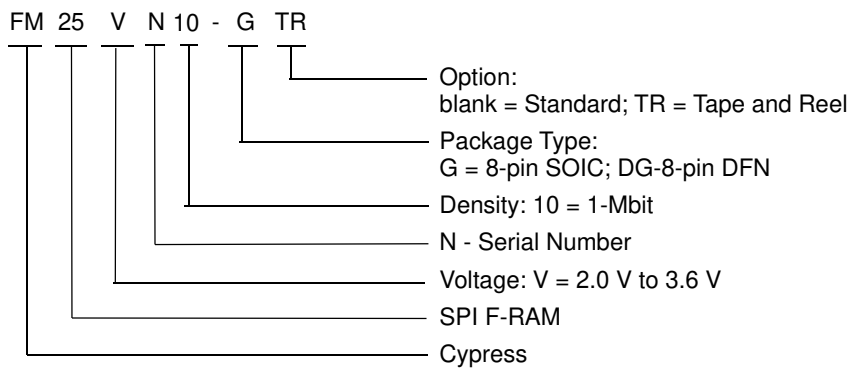 FM 25 V N 10 - G TR
Option:
blank = Standard; TR = Tape and Reel
Package Type:
G = 8-pin SOIC; DG-8-pin DFN
Density: 10 = 1-Mbit
N - Serial Number
Voltage: V = 2.0 V to 3.6 V
SPI F-RAM
Cypress